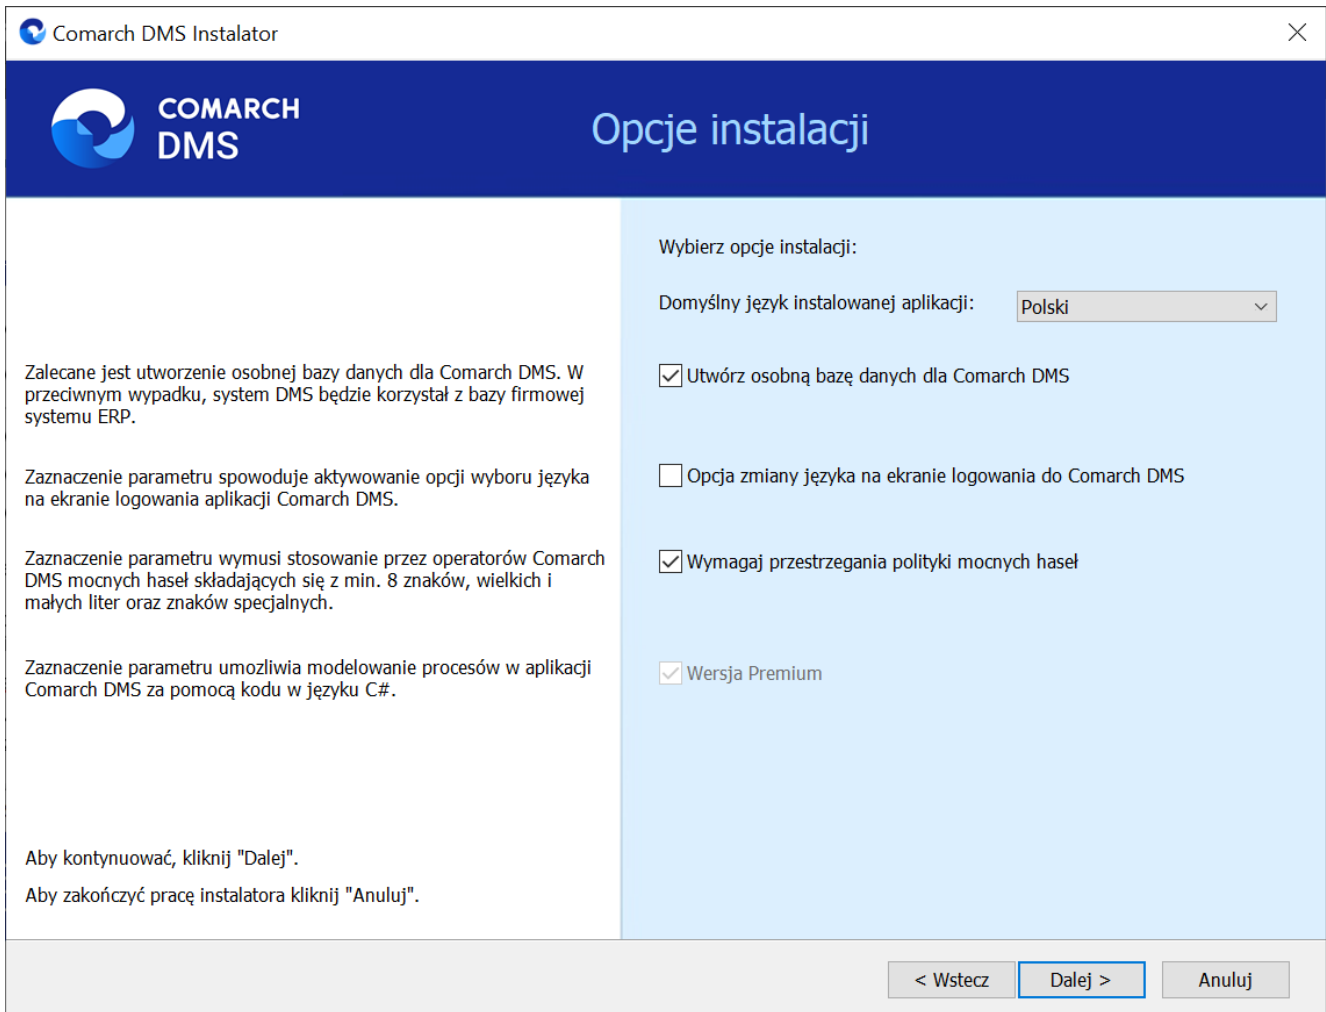 Comarch DMS Instalator
COMARCH
DMS
Opcje instalacji
Wybierz opcje instalacji:
Domyślny język instalowanej aplikacji:
Polski
Zalecane jest utworzenie osobnej bazy danych dla Comarch DMS. W
przeciwnym wypadku, system DMS będzie korzystał z bazy firmowej
systemu ERP.
Utwórz osobną bazę danych dla Comarch DMS
Zaznaczenie parametru spowoduje aktywowanie opcji wyboru języka
na ekranie logowania aplikacji Comarch DMS.
Opcja zmiany języka na ekranie logowania do Comarch DMS
Zaznaczenie parametru wymusi stosowanie przez operatorów Comarch
DMS mocnych haseł składających się z min. 8 znaków, wielkich i
małych liter oraz znaków specjalnych.
Wymagaj przestrzegania polityki mocnych haseł
Zaznaczenie parametru umozliwia modelowanie procesów w aplikacji
Comarch DMS za pomocą kodu w języku C#.
Wersja Premium
Aby kontynuować, kliknij "Dalej".
Aby zakończyć pracę instalatora kliknij "Anuluj".
< Wstecz
Dalej >
Anuluj